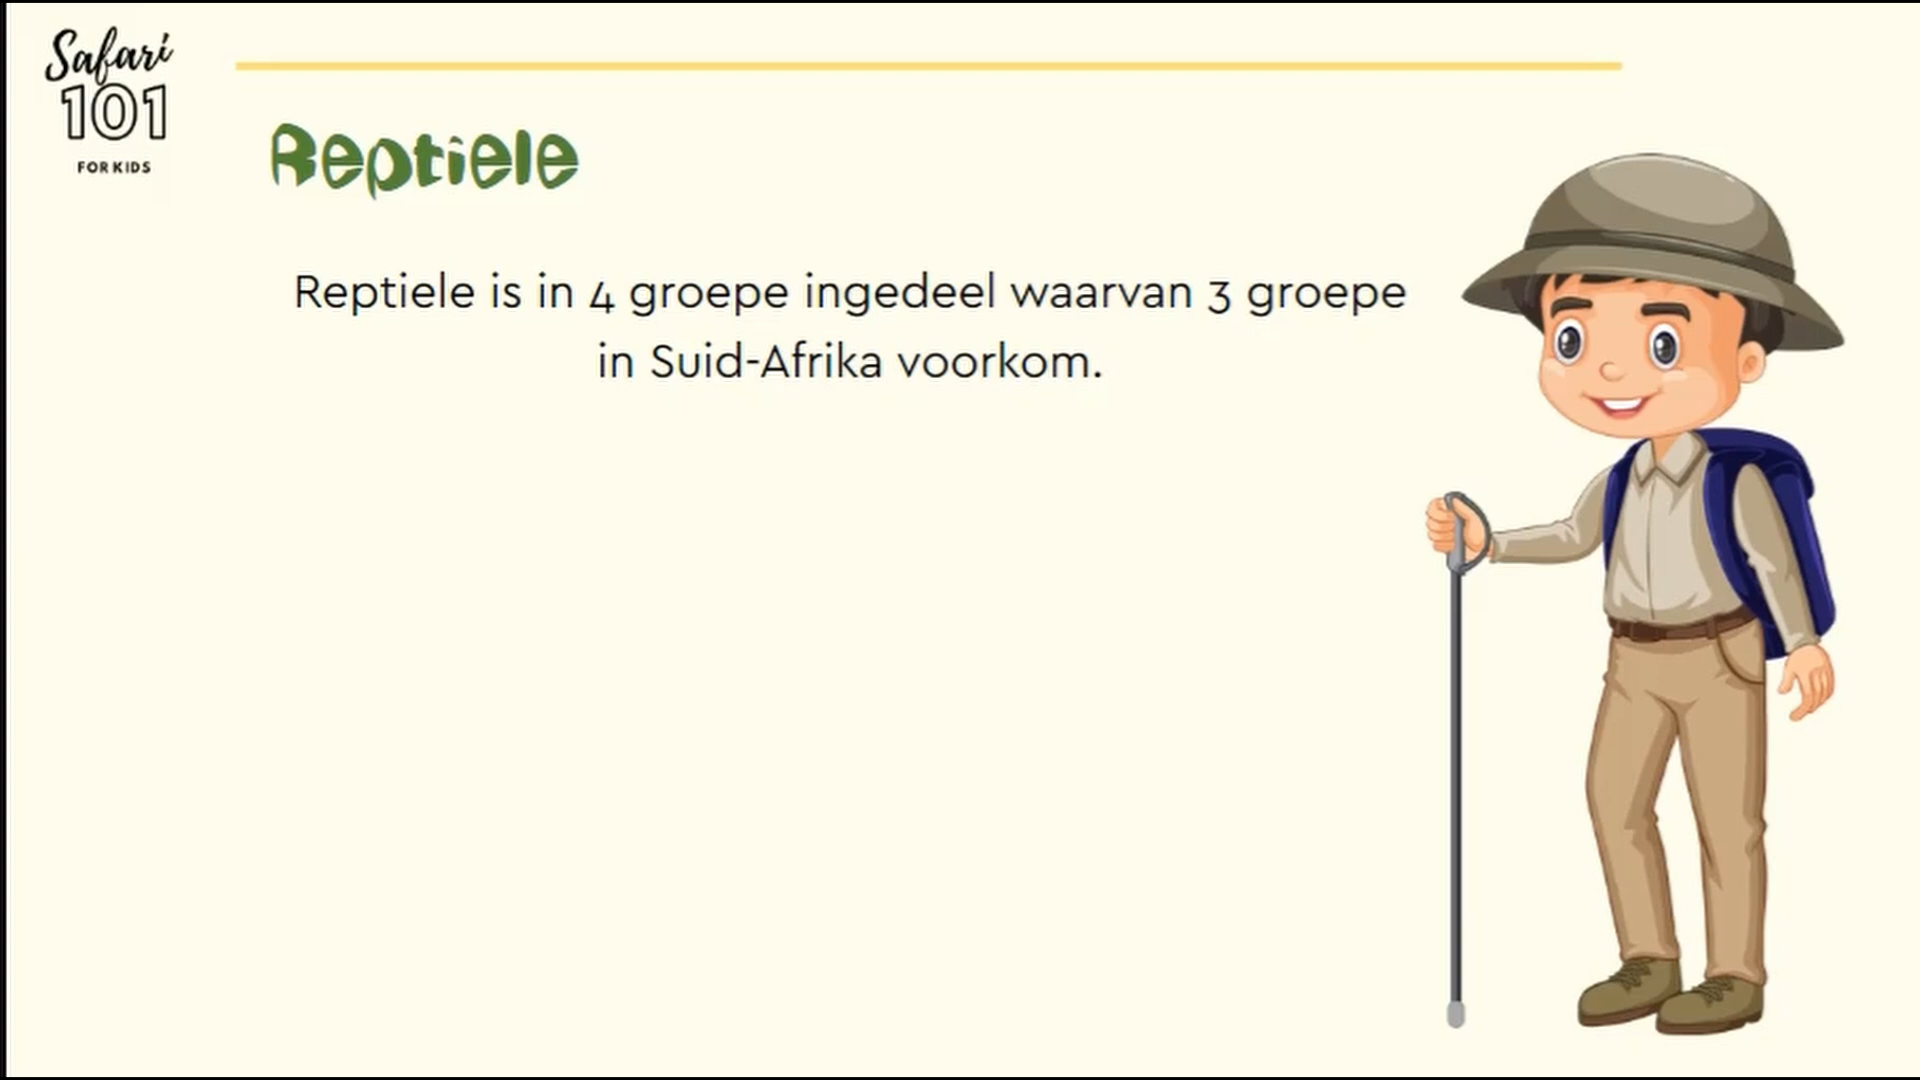 Safari
101
FOR KIDS
Reptiele
Reptiele is in 4 groepe ingedeel waarvan 3 groepe
in Suid-Afrika voorkom.